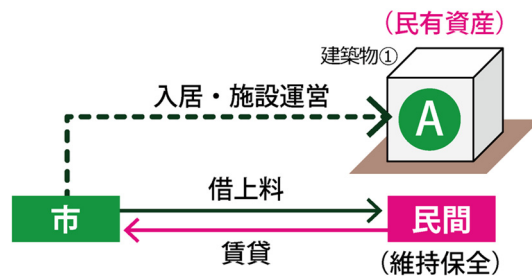 （民有資産）
建築物①
A
入居・施設運営
借上料
市
民間
賃貸
（維持保全）